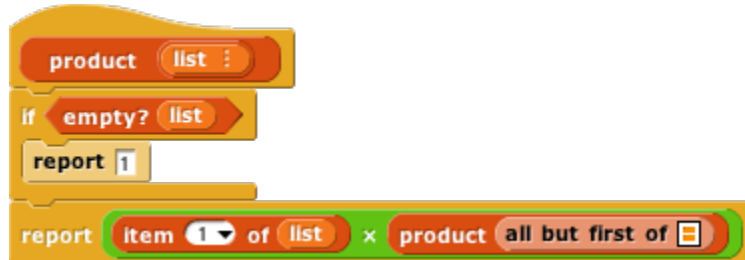 product list ⋮
if empty? list
report 1
report item 1 of list × product all but first of